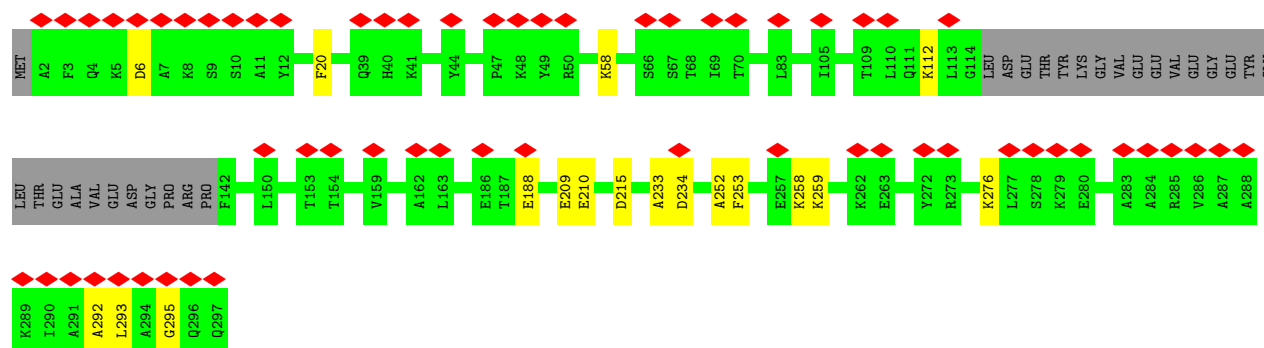 MET A2 F3 Q4 K5 D6 A7 K8 S9 S10 A11 Y12 F20 Q39 H40 K41 Y44 P47 K48 Y49 R50 K58 S66 S67 T68 I69 T70 L83 I105 T109 L110 Q111 K112 L113 G114 LEU ASP GLU THR TYR LYS GLY VAL GLU GLU VAL GLU GLY GLU TYR
LEU THR GLU ALA VAL GLU ASP GLY PRO ARG PRO F142 L150 T153 T154 V159 A162 L163 E186 T187 E188 E209 E210 D215 A233 D234 A252 F253 E257 K258 K259 K262 E263 Y272 R273 K276 L277 S278 K279 E280 A283 A284 R285 V286 A287 A288
K289 I290 A291 A292 L293 A294 G295 Q296 Q297